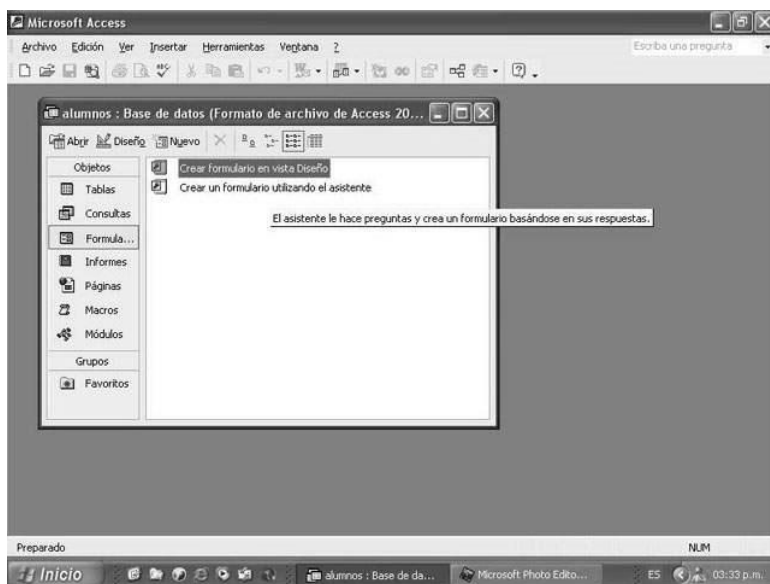 Microsoft Access
Archivo Edición Ver Insertar Herramientas Ventana ? Escriba una pregunta
alumnos : Base de datos (Formato de archivo de Access 20...
Abrir Diseño Nuevo
Objetos
Tablas
Consultas
Formula...
Informes
Páginas
Macros
Módulos
Grupos
Favoritos
Crear formulario en vista Diseño
Crear un formulario utilizando el asistente
El asistente le hace preguntas y crea un formulario basándose en sus respuestas.
Preparado NUM
Inicio alumnos : Base de da... Microsoft Photo Edito... ES 03:33 p.m.